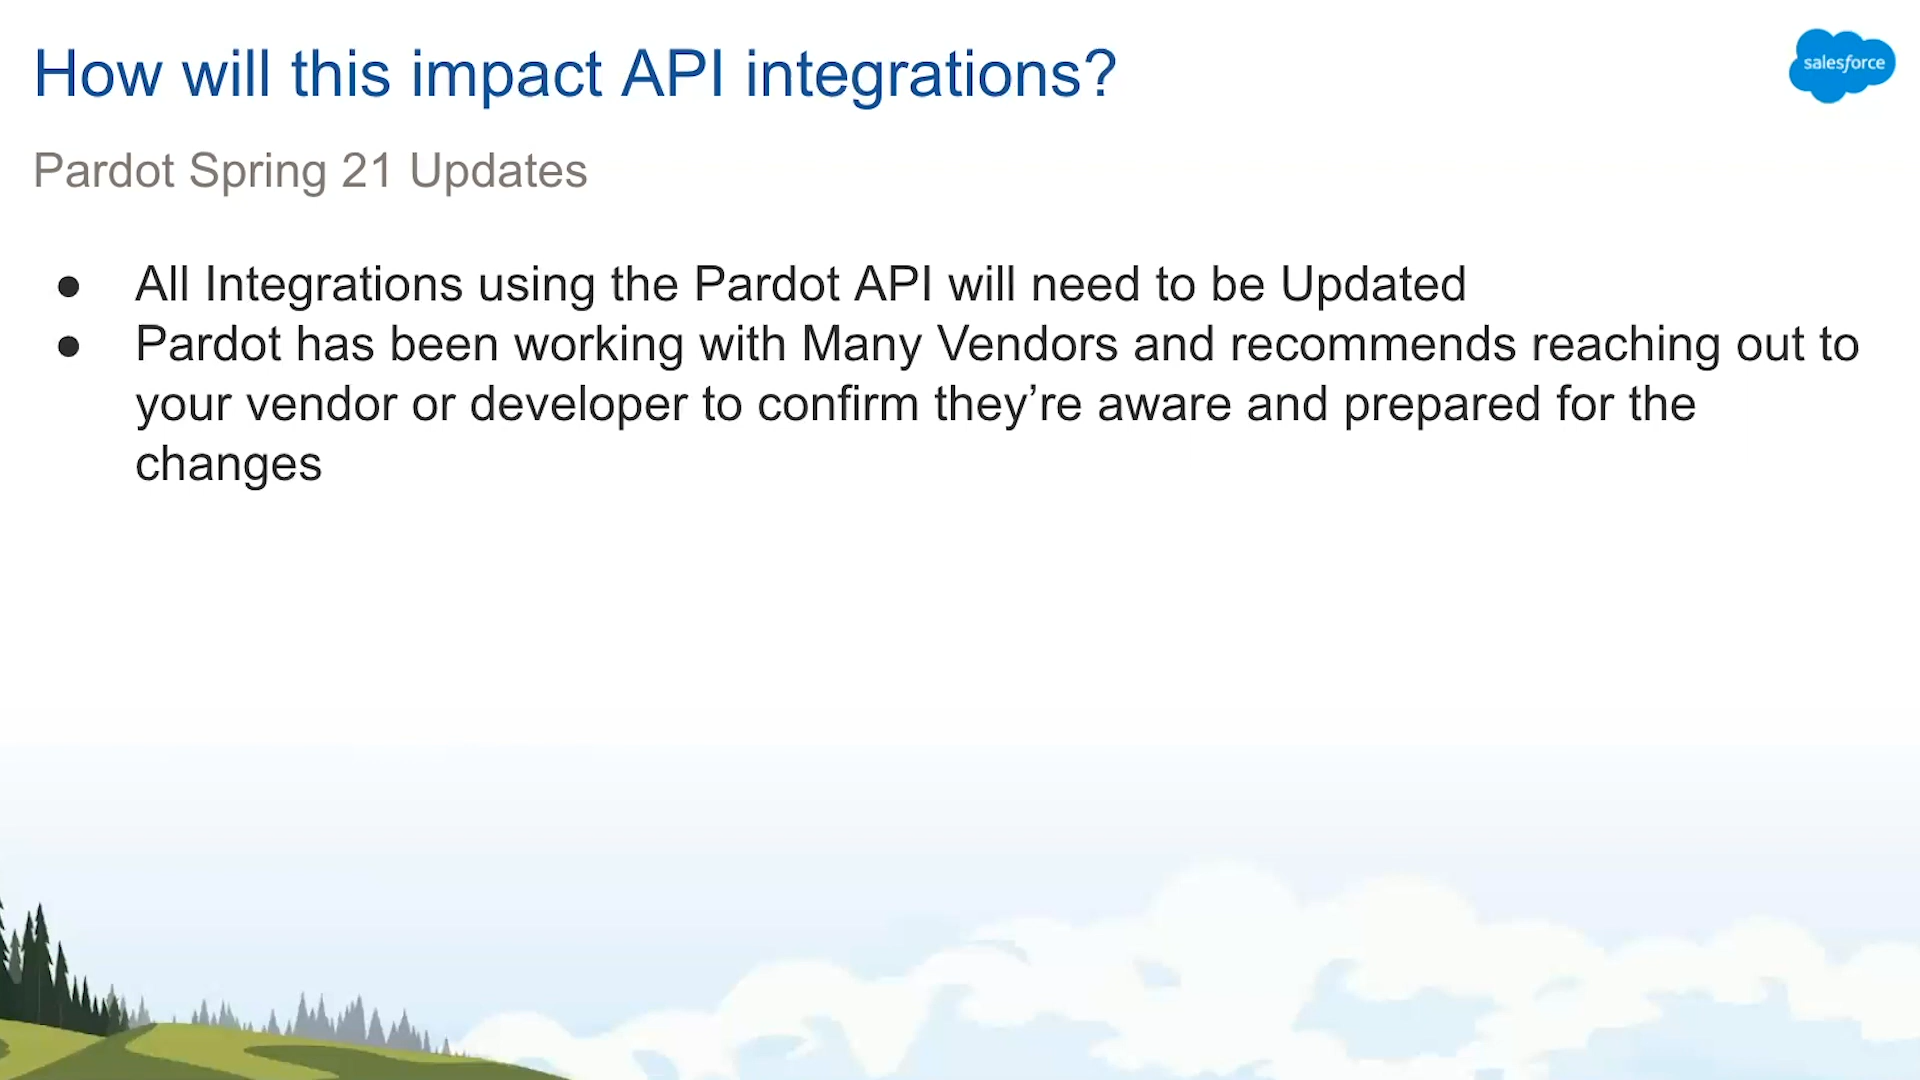 How will this impact API integrations?
salesforce
Pardot Spring 21 Updates
● All Integrations using the Pardot API will need to be Updated
● Pardot has been working with Many Vendors and recommends reaching out to
your vendor or developer to confirm they’re aware and prepared for the
changes